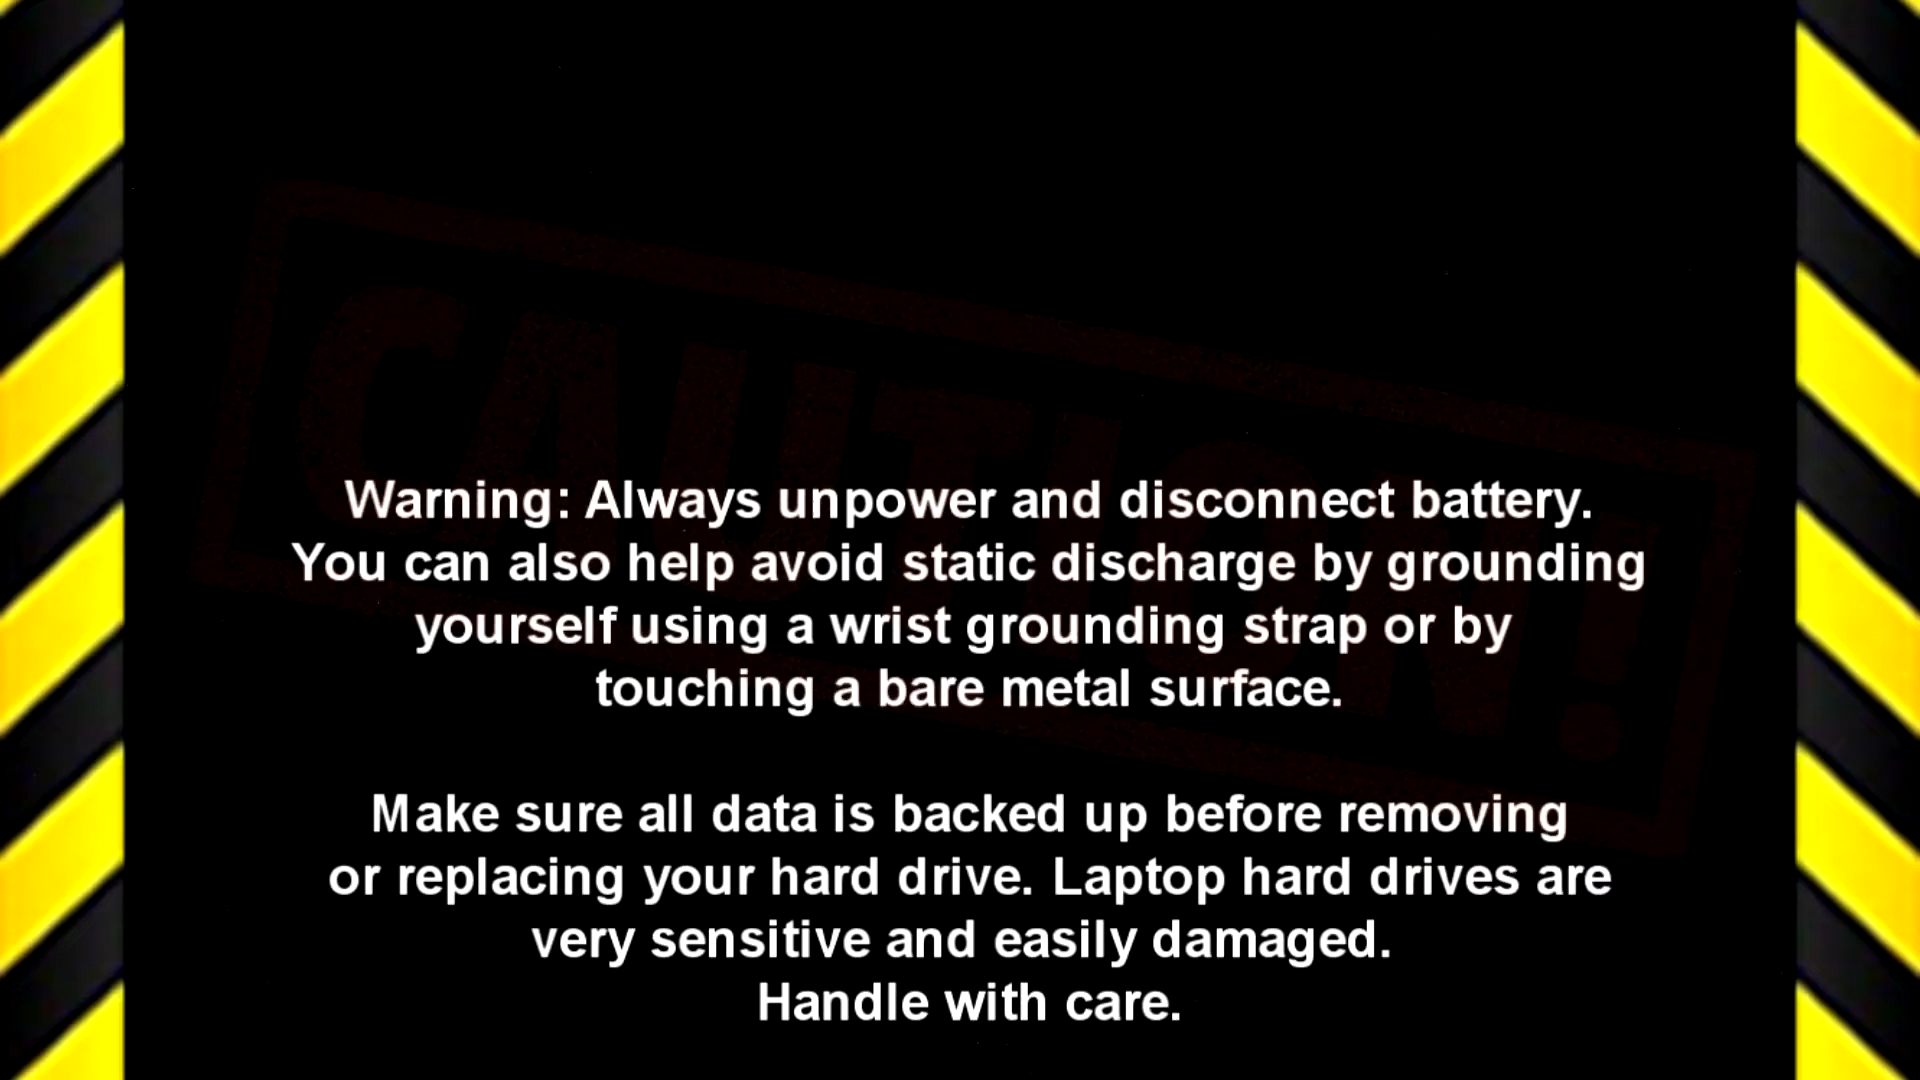 CAUTION!
Warning: Always unpower and disconnect battery.
You can also help avoid static discharge by grounding
yourself using a wrist grounding strap or by
touching a bare metal surface.
Make sure all data is backed up before removing
or replacing your hard drive. Laptop hard drives are
very sensitive and easily damaged.
Handle with care.